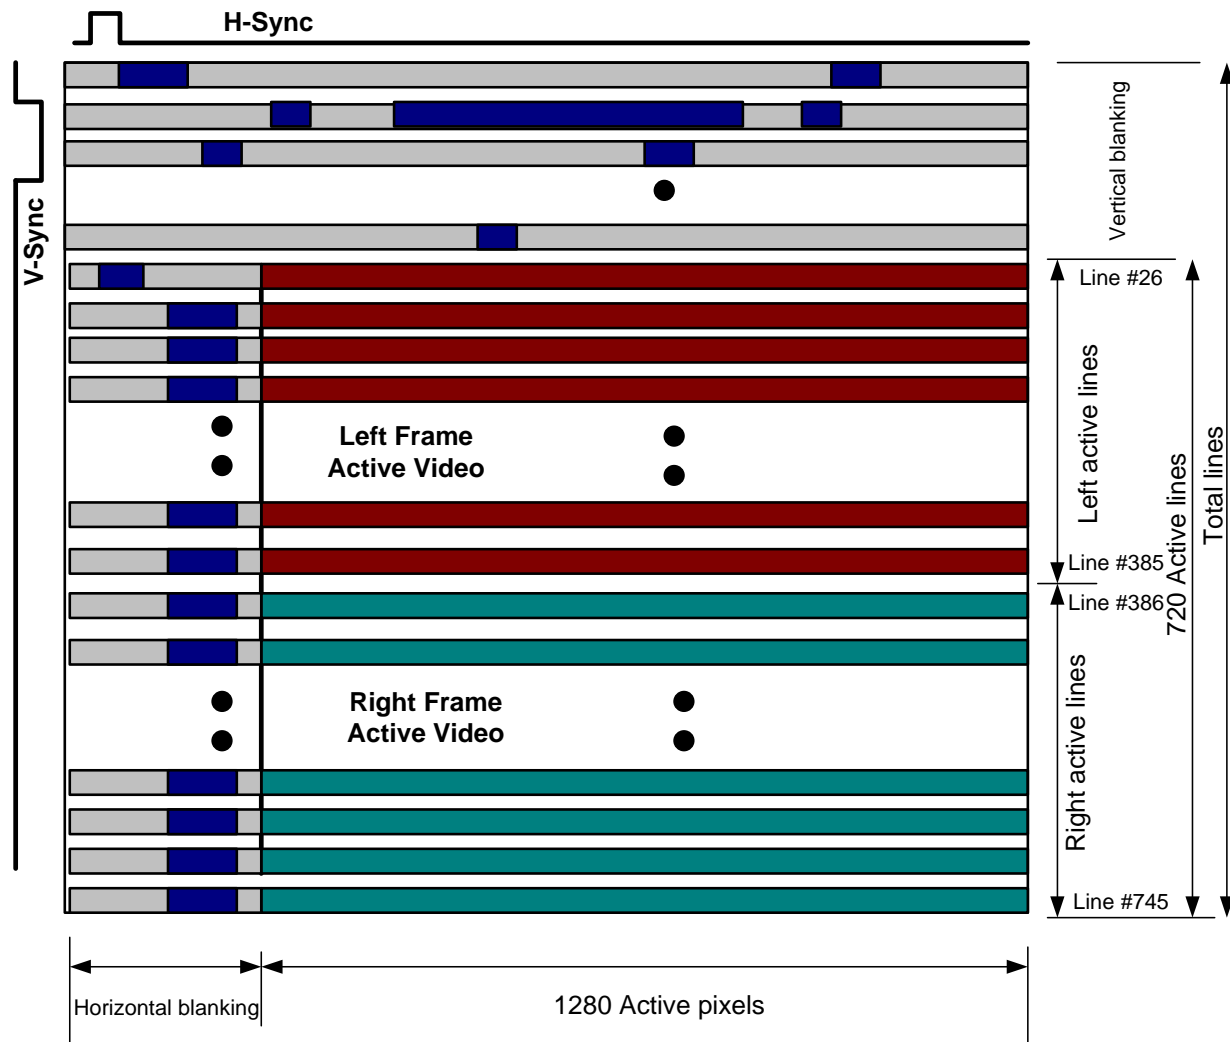 H-Sync
V-Sync
Vertical blanking
Line #26
Left active lines
720 Active lines
Total lines
Left Frame
Active Video
Line #385
Line #386
Right Frame
Active Video
Right active lines
Line #745
Horizontal blanking
1280 Active pixels